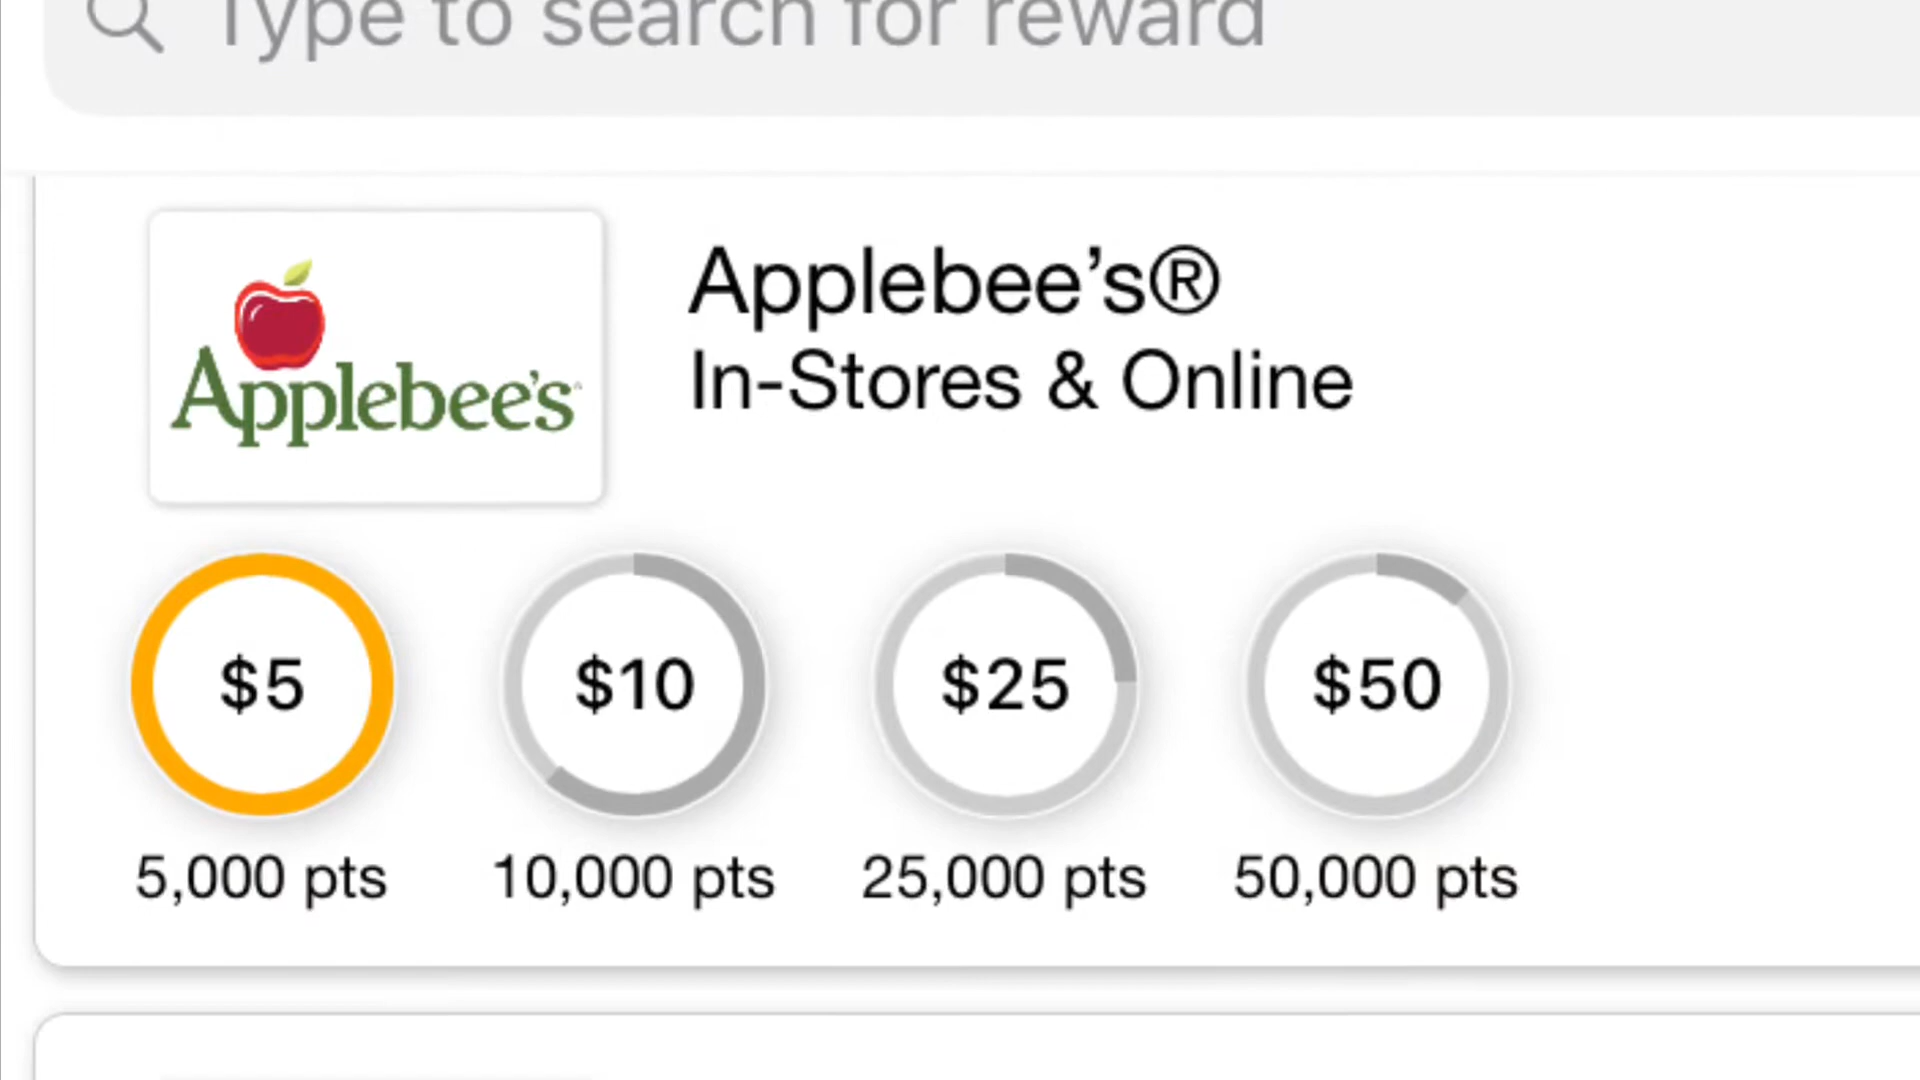 Type to search for reward
Applebee's
Applebee’s®
In-Stores & Online
$5
$10
$25
$50
5,000 pts
10,000 pts
25,000 pts
50,000 pts